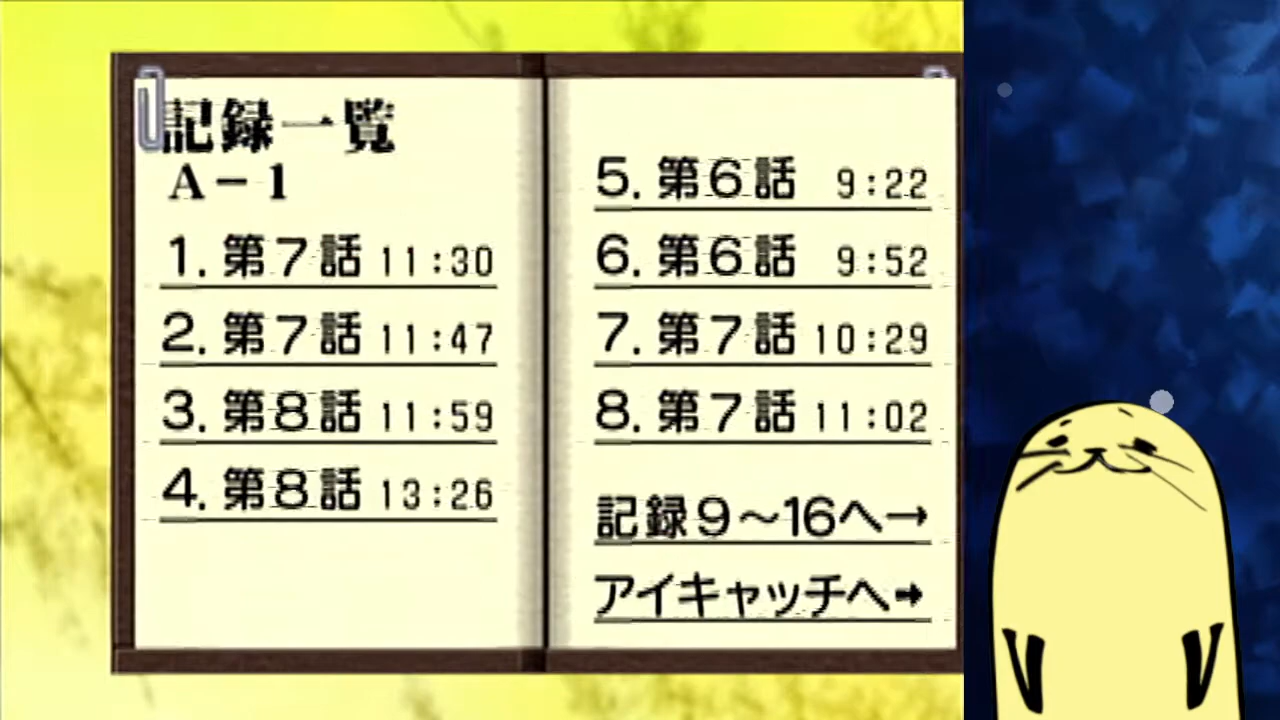 記録一覧
A－1
1. 第7話 11:30
2. 第7話 11:47
3. 第8話 11:59
4. 第8話 13:26
5. 第6話 9:22
6. 第6話 9:52
7. 第7話 10:29
8. 第7話 11:02
記録9～16へ→
アイキャッチへ➡